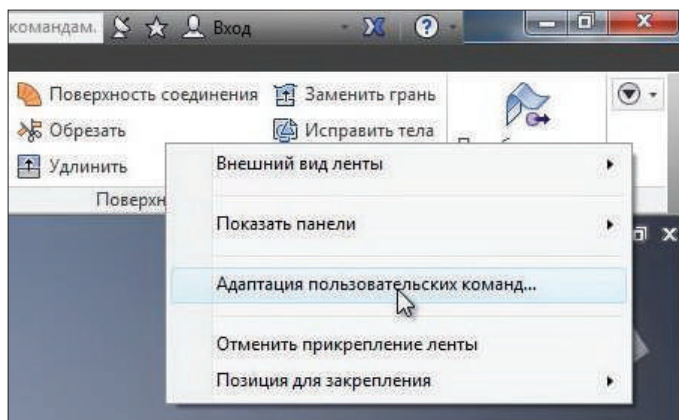 командам. Вход
Поверхность соединения Заменить грань
Обрезать Исправить тела
Удлинить
Поверхн
Внешний вид ленты
Показать панели
Адаптация пользовательских команд...
Отменить прикрепление ленты
Позиция для закрепления